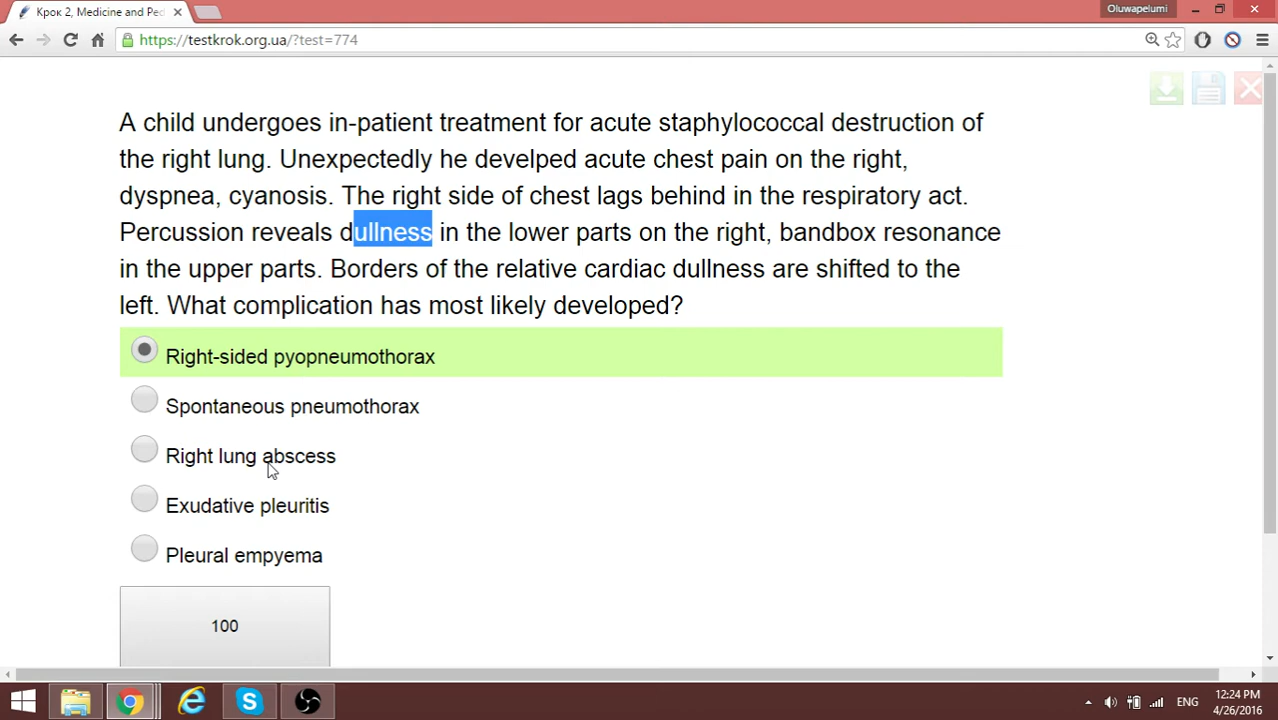 Крок 2, Medicine and Pec
Oluwapelumi
https://testkrok.org.ua/?test=774
A child undergoes in-patient treatment for acute staphylococcal destruction of
the right lung. Unexpectedly he develped acute chest pain on the right,
dyspnea, cyanosis. The right side of chest lags behind in the respiratory act.
Percussion reveals dullness in the lower parts on the right, bandbox resonance
in the upper parts. Borders of the relative cardiac dullness are shifted to the
left. What complication has most likely developed?
Right-sided pyopneumothorax
Spontaneous pneumothorax
Right lung abscess
Exudative pleuritis
Pleural empyema
100
ENG
12:24 PM
4/26/2016